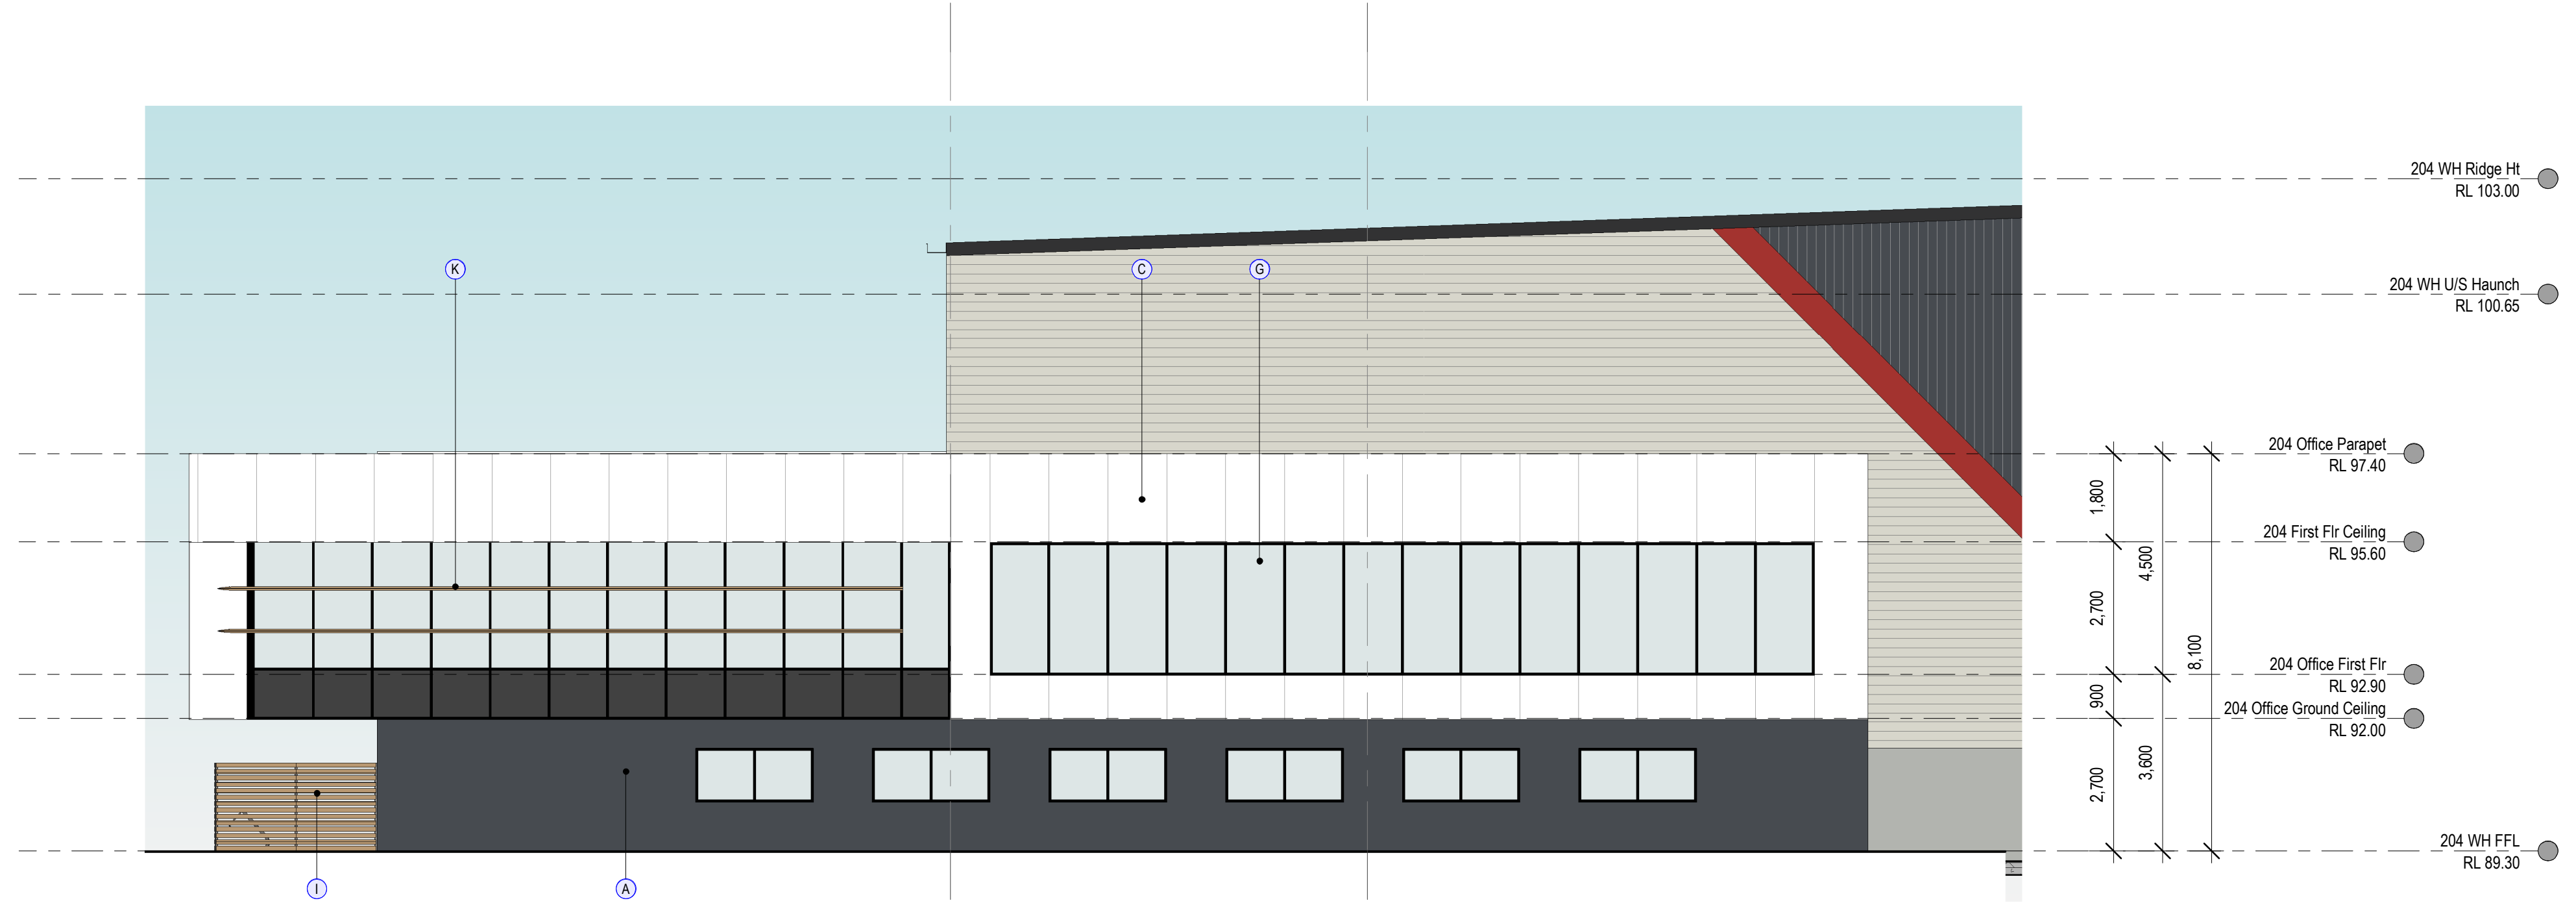 204 WH Ridge Ht
RL 103.00
K
C
G
204 WH U/S Haunch
RL 100.65
204 Office Parapet
RL 97.40
1,800
204 First Flr Ceiling
RL 95.60
4,500
2,700
8,100
204 Office First Flr
RL 92.90
900
204 Office Ground Ceiling
RL 92.00
3,600
2,700
204 WH FFL
RL 89.30
I
A